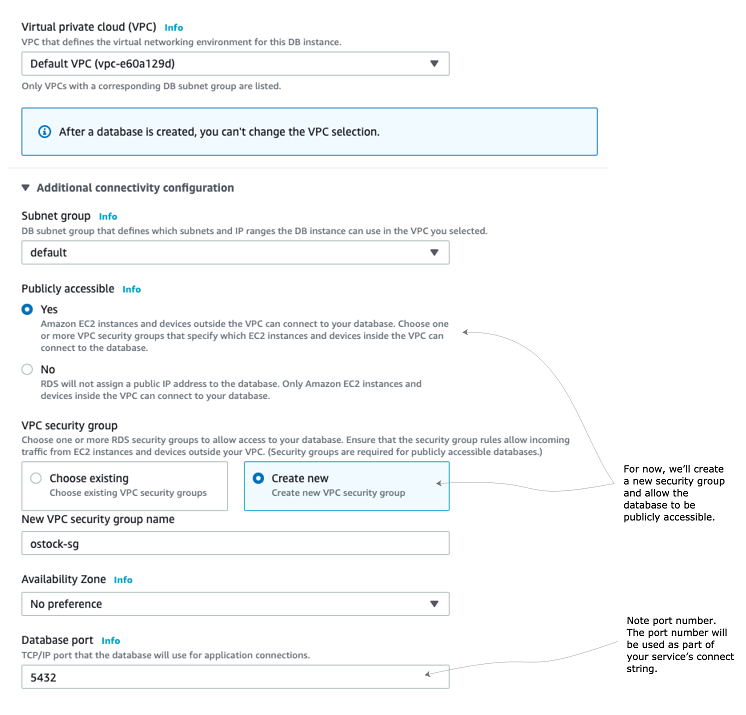 Virtual private cloud (VPC) Info
VPC that defines the virtual networking environment for this DB instance.
Default VPC (vpc-e60a129d)
Only VPCs with a corresponding DB subnet group are listed.
After a database is created, you can't change the VPC selection.
Additional connectivity configuration
Subnet group Info
DB subnet group that defines which subnets and IP ranges the DB instance can use in the VPC you selected.
default
Publicly accessible Info
Yes
Amazon EC2 instances and devices outside the VPC can connect to your database. Choose one
or more VPC security groups that specify which EC2 instances and devices inside the VPC can
connect to the database.
No
RDS will not assign a public IP address to the database. Only Amazon EC2 instances and
devices inside the VPC can connect to your database.
VPC security group
Choose one or more RDS security groups to allow access to your database. Ensure that the security group rules allow incoming
traffic from EC2 instances and devices outside your VPC. (Security groups are required for publicly accessible databases.)
Choose existing
Choose existing VPC security groups
Create new
Create new VPC security group
For now, we'll create
a new security group
and allow the
database to be
publicly accessible.
New VPC security group name
ostock-sg
Availability Zone Info
No preference
Database port Info
TCP/IP port that the database will use for application connections.
5432
Note port number.
The port number will
be used as part of
your service's connect
string.